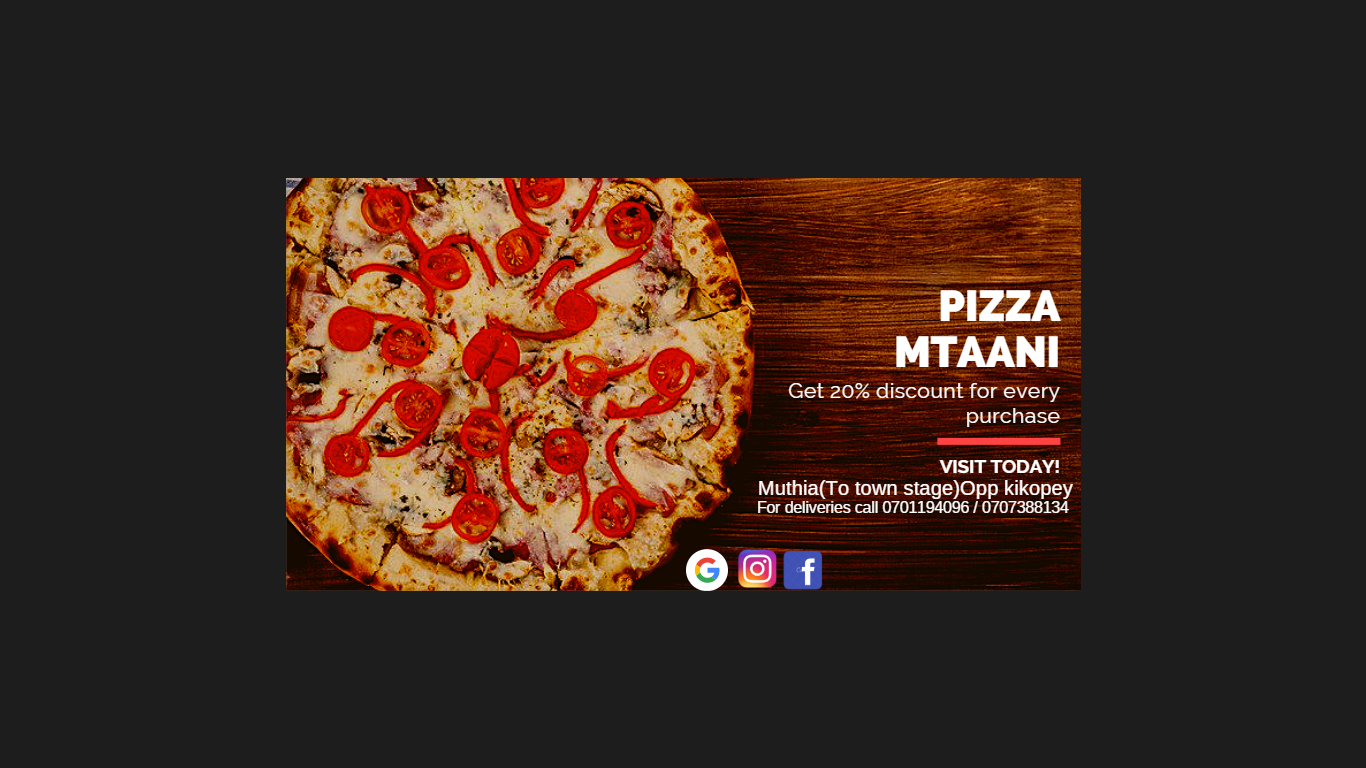 PIZZA
MTAANI
Get 20% discount for every
purchase
VISIT TODAY!
Muthia(To town stage)Opp kikopey
For deliveries call 0701194096 / 0707388134